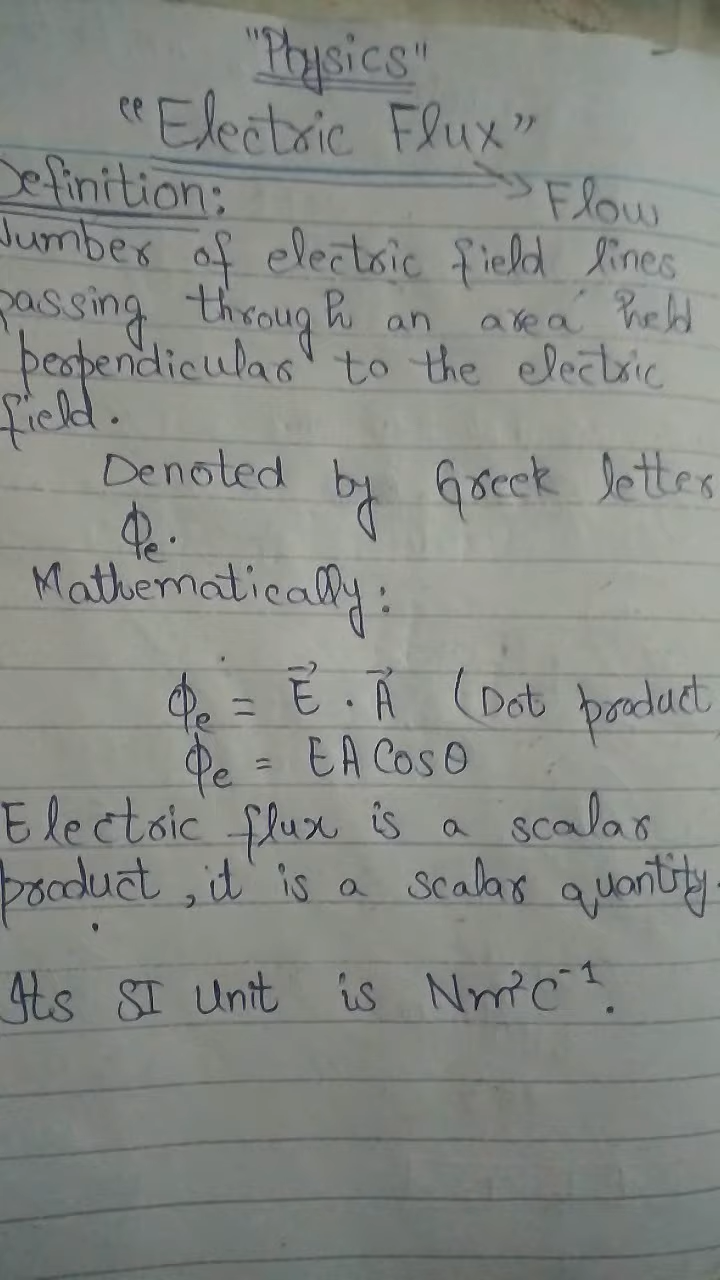 "Physics"
"Electric Flux"
Definition: → Flow
Number of electric field lines
passing through an area held
perpendicular to the electric
field.
Denoted by Greek letter
Φe.
Mathematically:
Φe = E⃗ . A⃗ (Dot product
Φe = EA Cosθ
Electric flux is a scalar
product, it is a scalar quantity.
Its SI Unit is Nm²C⁻¹.